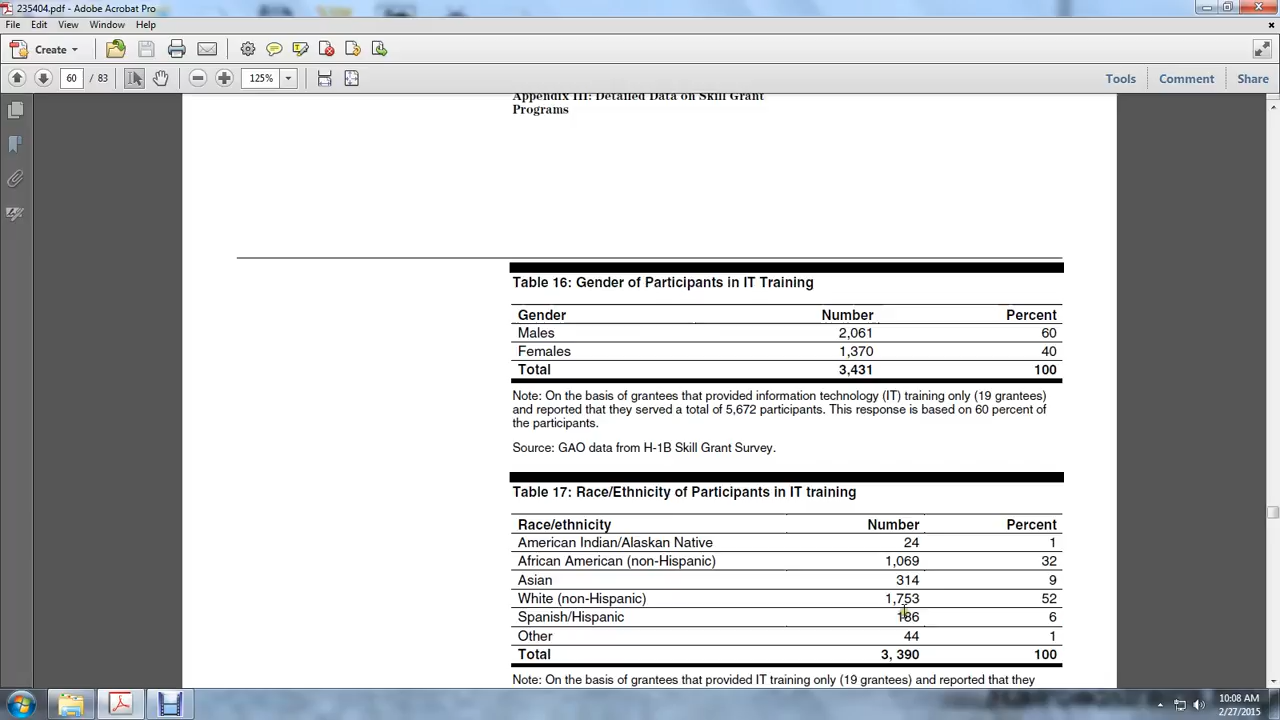 235404.pdf - Adobe Acrobat Pro
File Edit View Window Help
Create
60 / 83 125% Tools Comment Share
Appendix III: Detailed Data on Skill Grant
Programs
Table 16: Gender of Participants in IT Training
Gender Number Percent
Males 2,061 60
Females 1,370 40
Total 3,431 100
Note: On the basis of grantees that provided information technology (IT) training only (19 grantees)
and reported that they served a total of 5,672 participants. This response is based on 60 percent of
the participants.
Source: GAO data from H-1B Skill Grant Survey.
Table 17: Race/Ethnicity of Participants in IT training
Race/ethnicity Number Percent
American Indian/Alaskan Native 24 1
African American (non-Hispanic) 1,069 32
Asian 314 9
White (non-Hispanic) 1,753 52
Spanish/Hispanic 186 6
Other 44 1
Total 3, 390 100
Note: On the basis of grantees that provided IT training only (19 grantees) and reported that they
10:08 AM
2/27/2015